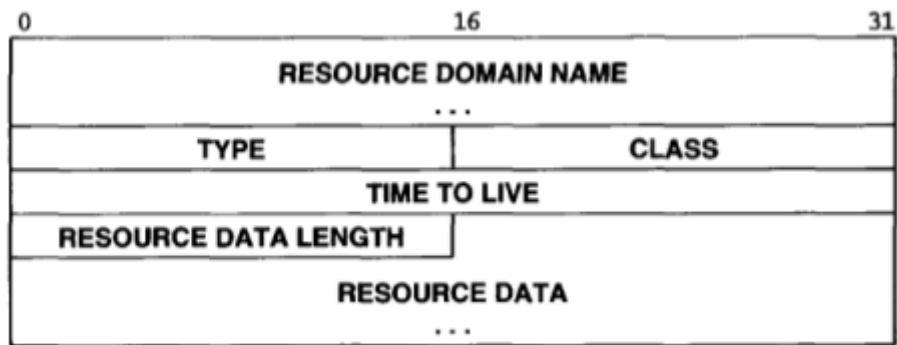 0 16 31
RESOURCE DOMAIN NAME
...
TYPE CLASS
TIME TO LIVE
RESOURCE DATA LENGTH
RESOURCE DATA
...